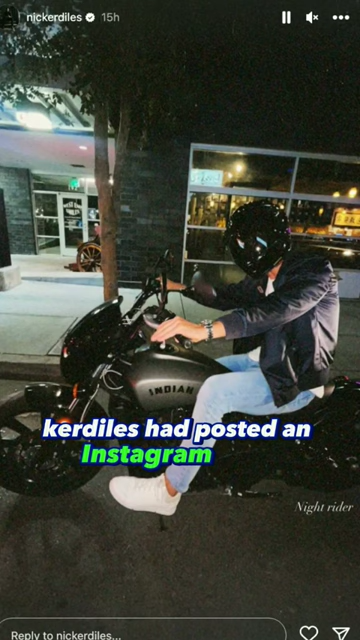 nickerdiles 15h
INDIAN
kerdiles had posted an
Instagram
Night rider
Reply to nickerdiles...